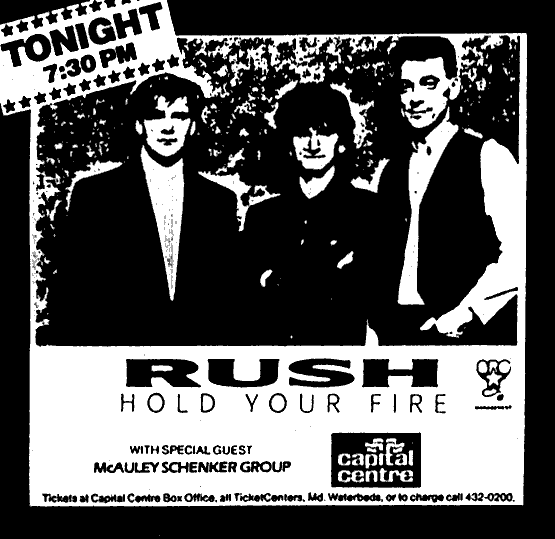 TONIGHT
7:30 PM
RUSH
HOLD YOUR FIRE
MANAGEMENT
WITH SPECIAL GUEST
McAULEY SCHENKER GROUP
capital
centre
Tickets at Capital Centre Box Office, all TicketCenters, Md. Waterbeds, or to charge call 432-0200.